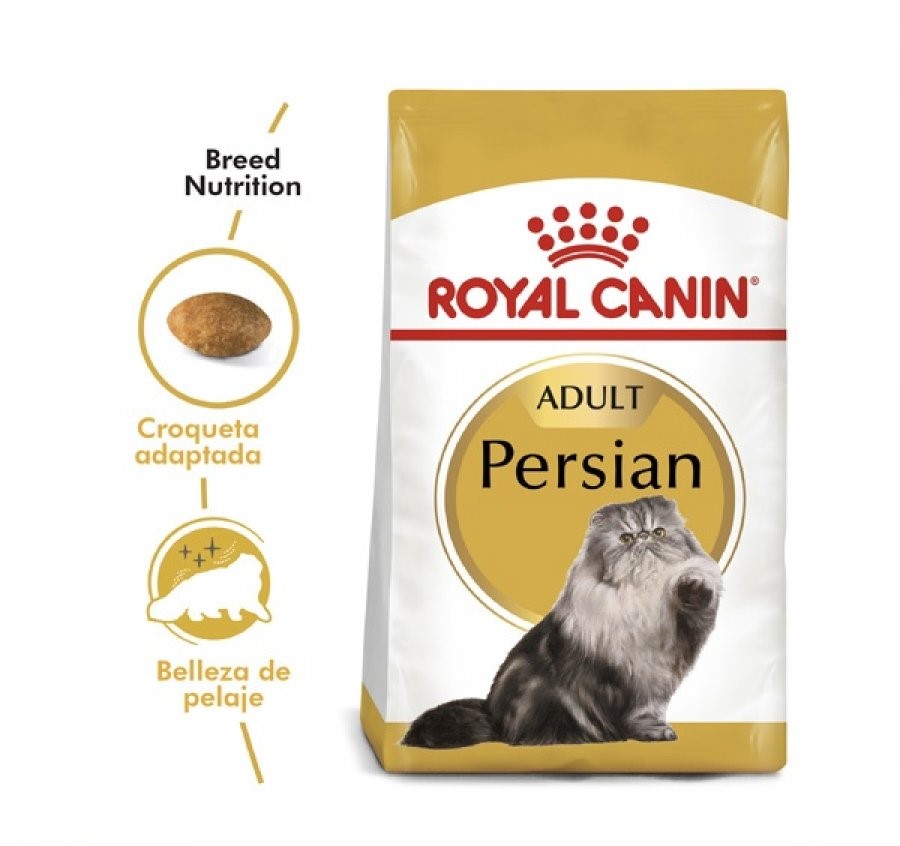 Breed
Nutrition
Croqueta
adaptada
Belleza de
pelaje
ROYAL CANIN®
ADULT
Persian